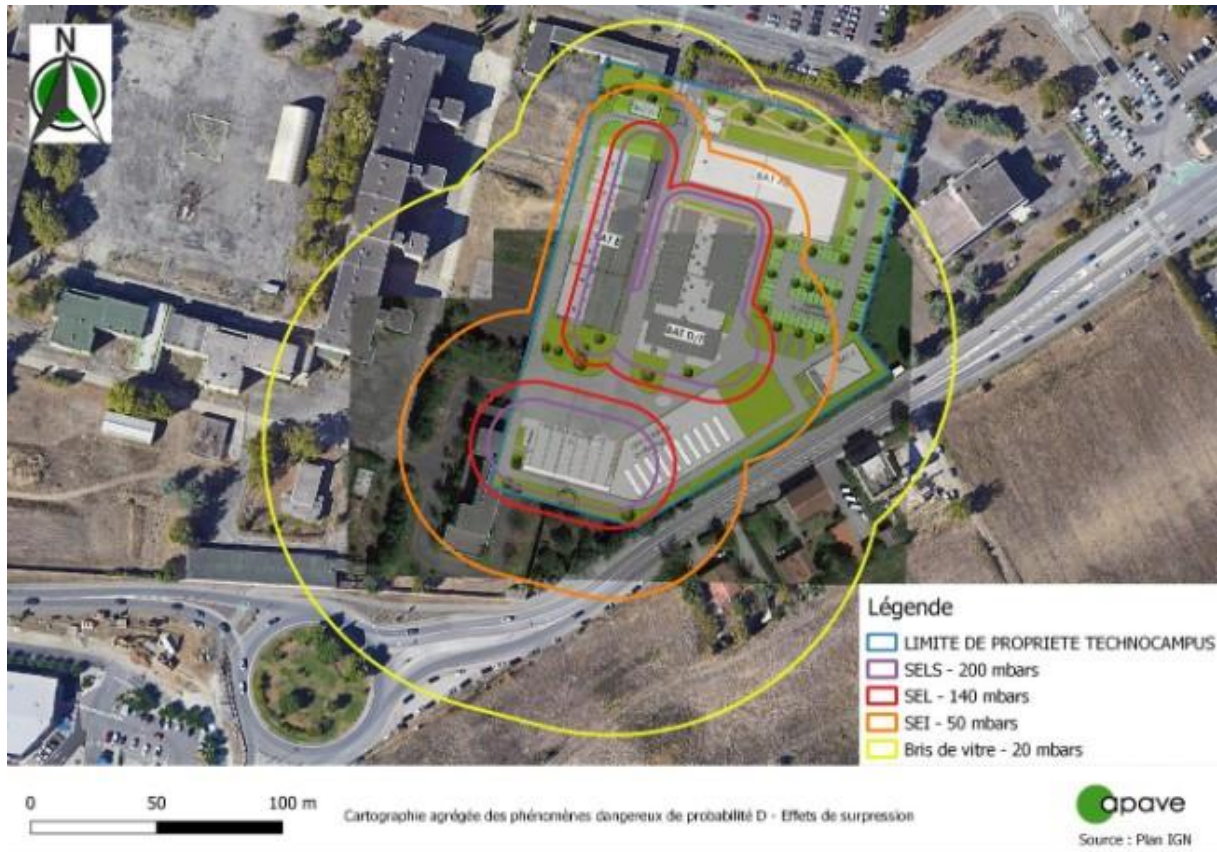 N
BAT D/F
Légende
LIMITE DE PROPRIETE TECHNOCAMPUS
SELS - 200 mbars
SEL - 140 mbars
SEI - 50 mbars
Bris de vitre - 20 mbars
0 50 100 m
Cartographie agrégée des phénomènes dangereux de probabilité D - Effets de surpression
apave
Source : Plan IGN